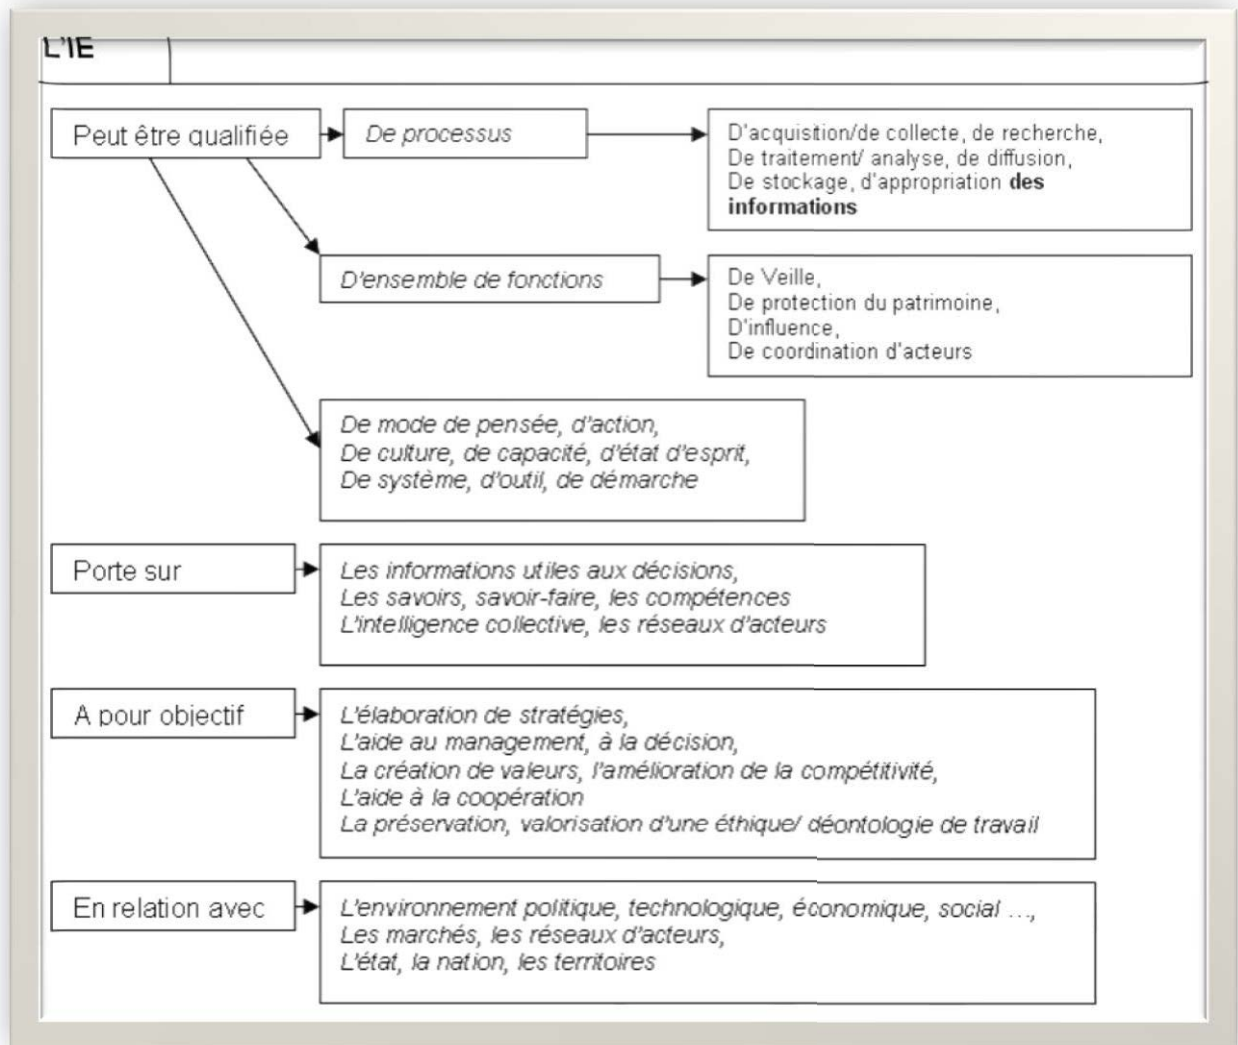 L'IE
Peut être qualifiée
De processus
D'acquisition/de collecte, de recherche,
De traitement/ analyse, de diffusion,
De stockage, d'appropriation des
informations
D'ensemble de fonctions
De Veille,
De protection du patrimoine,
D'influence,
De coordination d'acteurs
De mode de pensée, d'action,
De culture, de capacité, d'état d'esprit,
De système, d'outil, de démarche
Porte sur
Les informations utiles aux décisions,
Les savoirs, savoir-faire, les compétences
L'intelligence collective, les réseaux d'acteurs
A pour objectif
L'élaboration de stratégies,
L'aide au management, à la décision,
La création de valeurs, l'amélioration de la compétitivité,
L'aide à la coopération
La préservation, valorisation d'une éthique/ déontologie de travail
En relation avec
L'environnement politique, technologique, économique, social ...,
Les marchés, les réseaux d'acteurs,
L'état, la nation, les territoires